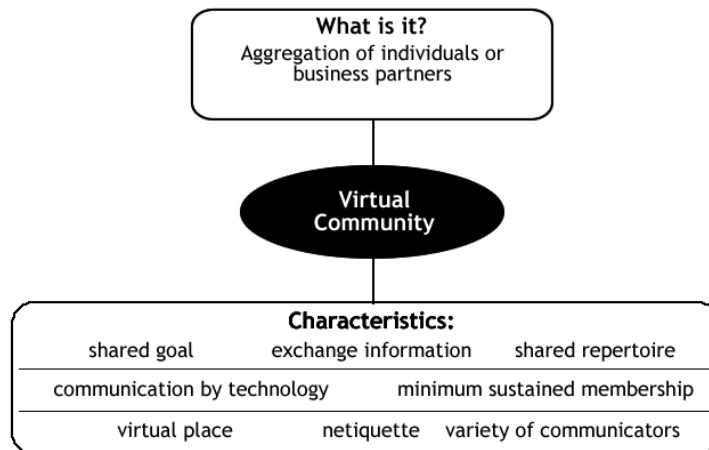 What is it?
Aggregation of individuals or
business partners
Virtual
Community
Characteristics:
shared goal exchange information shared repertoire
communication by technology minimum sustained membership
virtual place netiquette variety of communicators